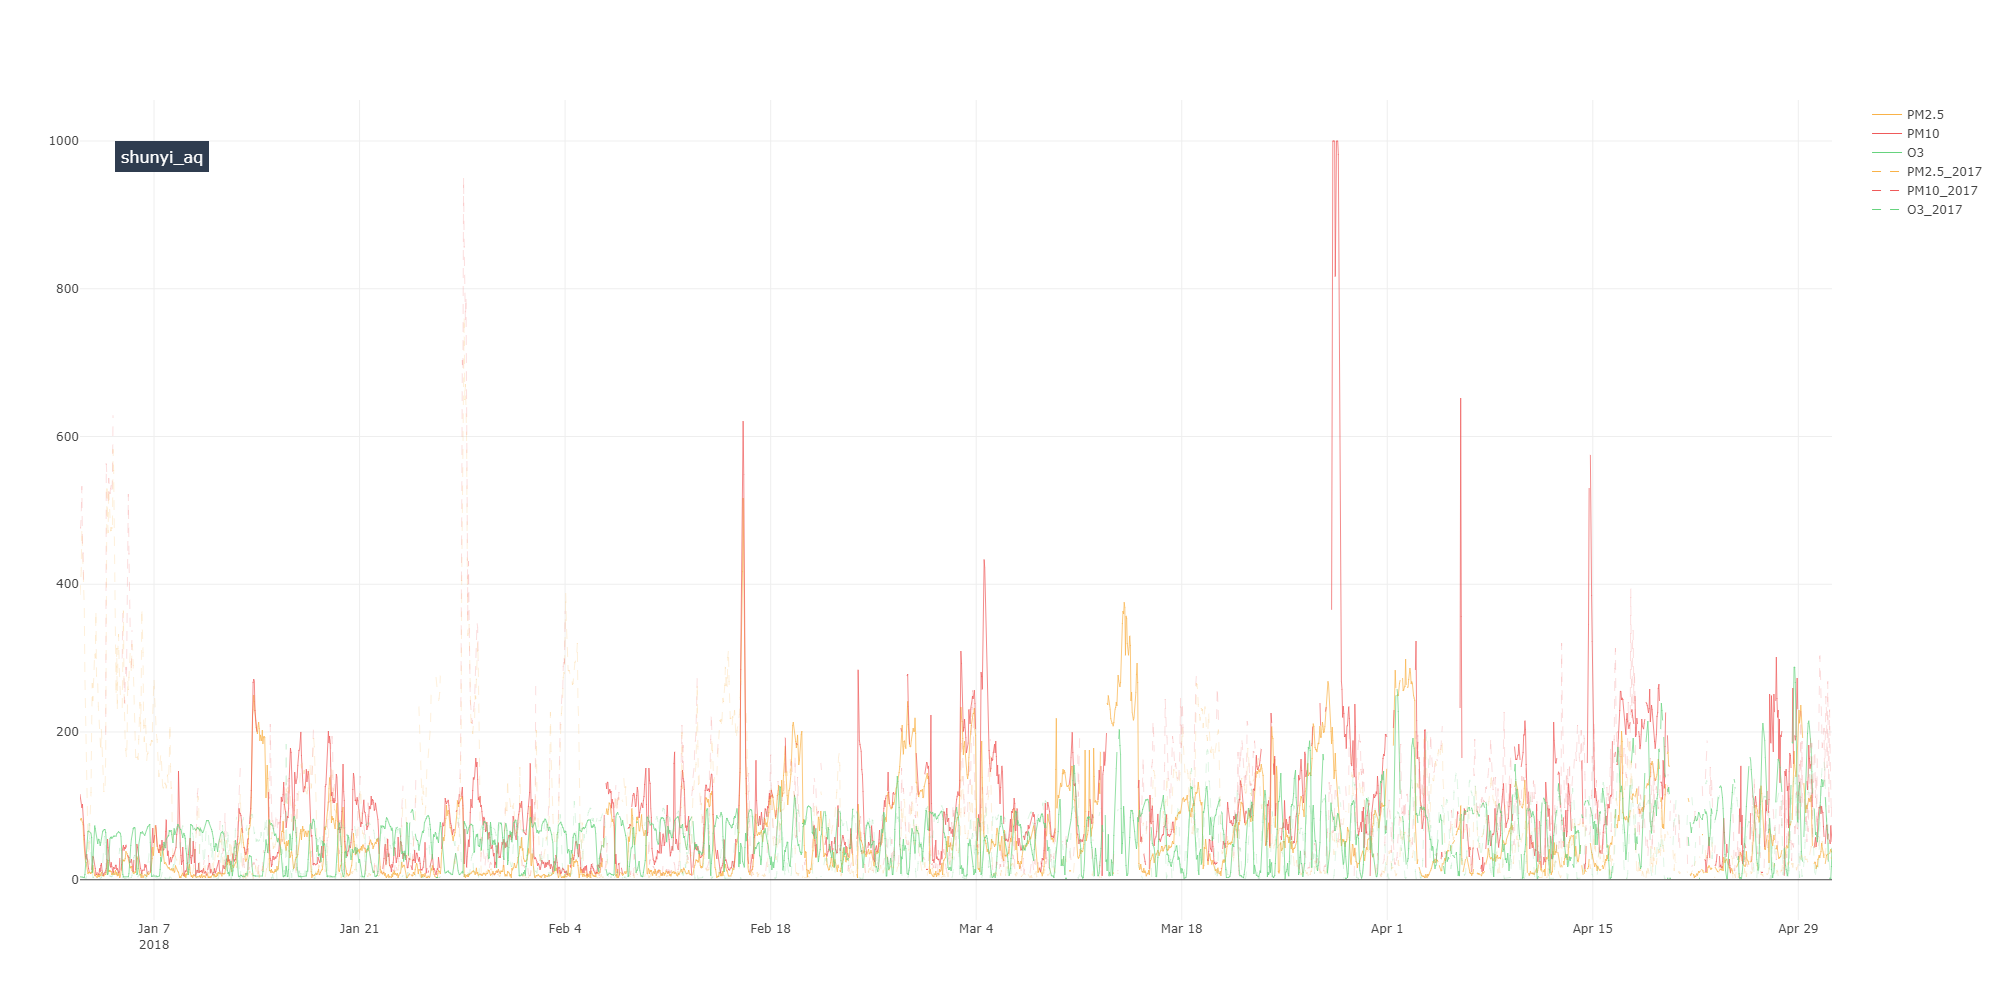 1000
shunyi_aq
800
600
400
200
0
Jan 7
2018
Jan 21
Feb 4
Feb 18
Mar 4
Mar 18
Apr 1
Apr 15
Apr 29
PM2.5
PM10
O3
PM2.5_2017
PM10_2017
O3_2017